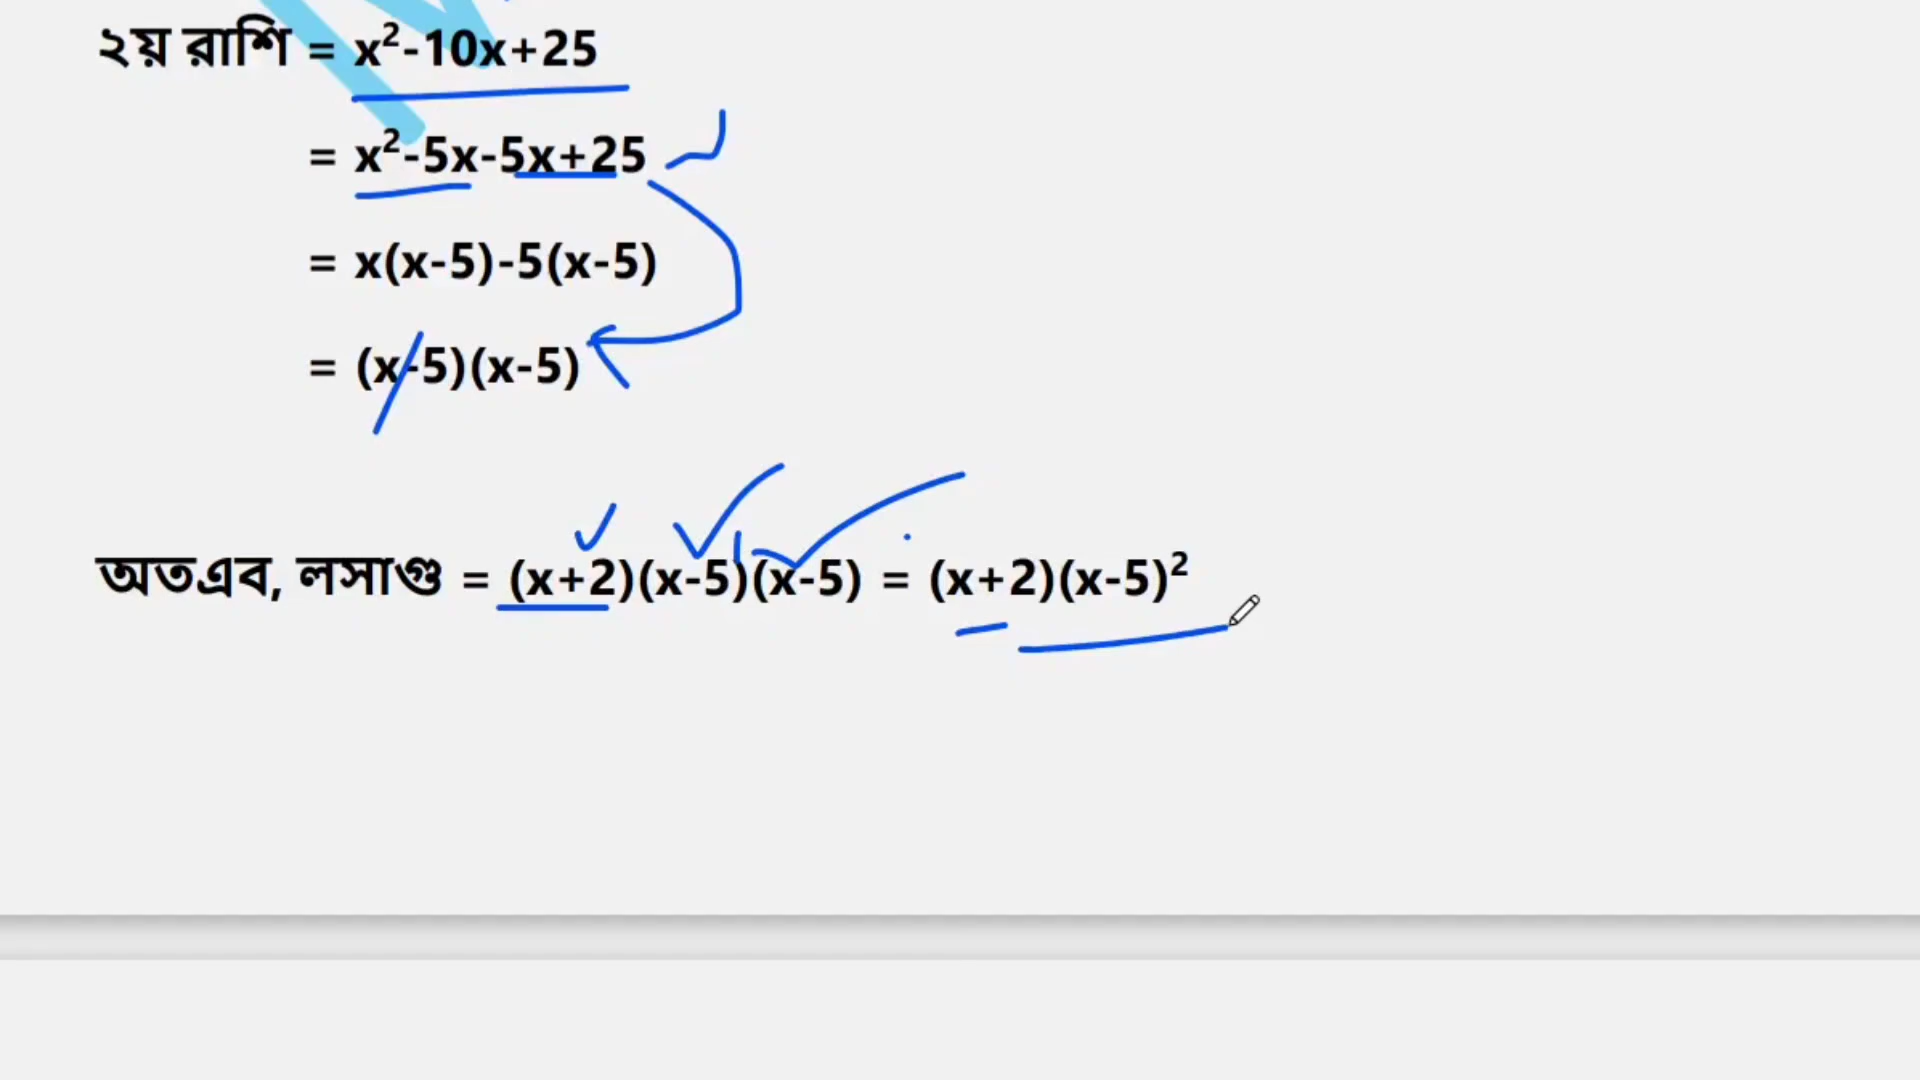 ২য় রাশি = x²-10x+25
= x²-5x-5x+25
= x(x-5)-5(x-5)
= (x-5)(x-5)
অতএব, লসাগু = (x+2)(x-5)(x-5) = (x+2)(x-5)²